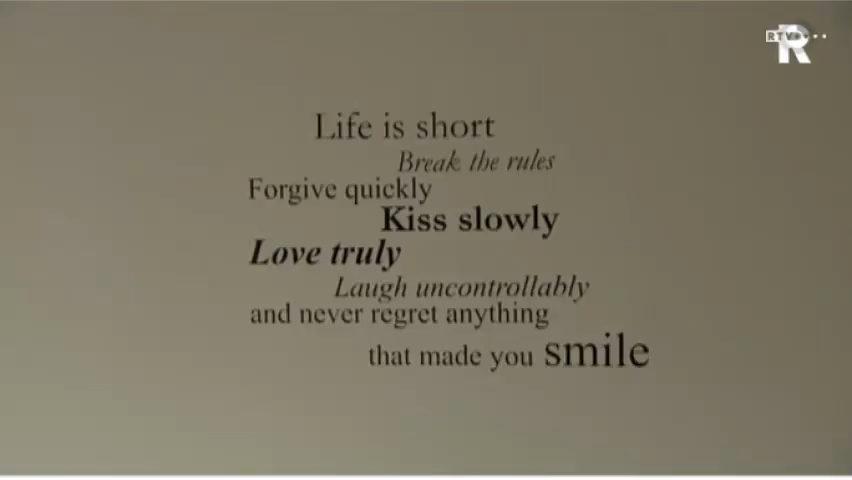 RTV
R
Life is short
Break the rules
Forgive quickly
Kiss slowly
Love truly
Laugh uncontrollably
and never regret anything
that made you smile